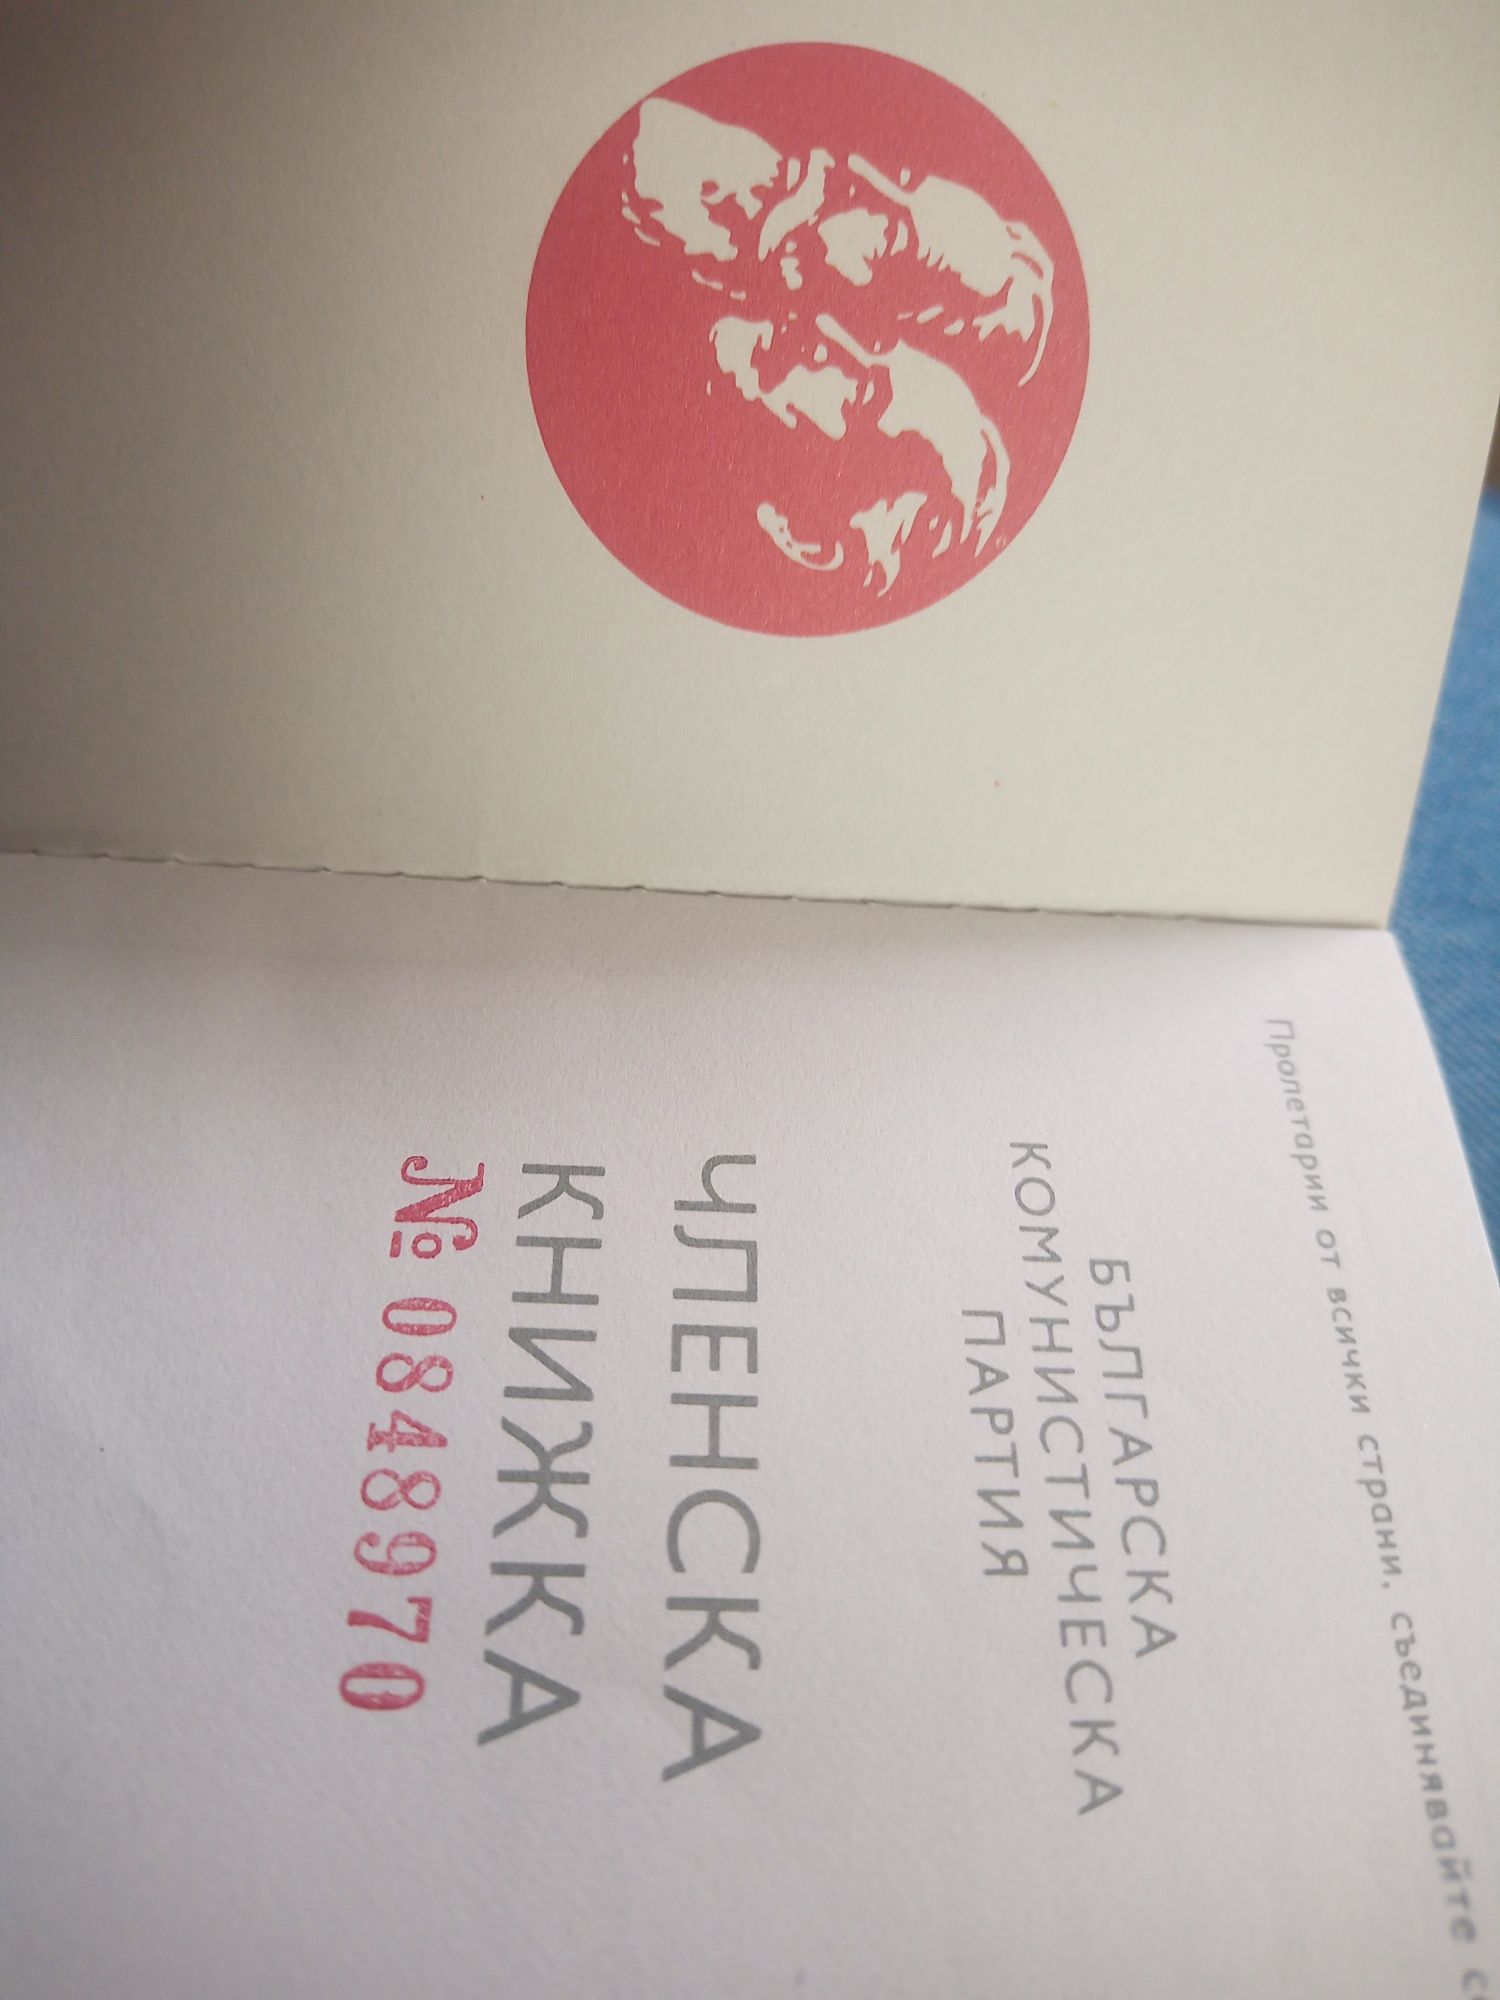 Пролетарии от всички страни, съединявайте
БЪЛГАРСКА
КОМУНИСТИЧЕСКА
ПАРТИЯ
ЧЛЕНСКА
КНИЖКА
№ 0848970